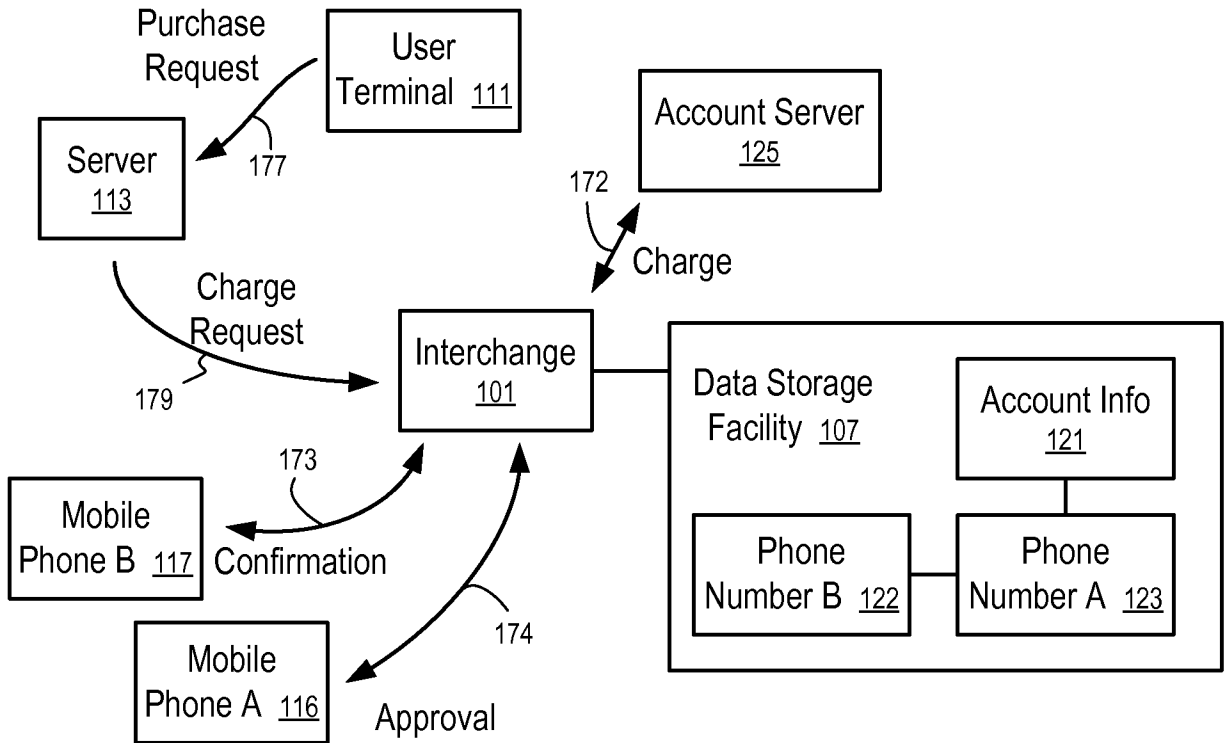 Purchase
Request
User
Terminal 111
177
Server
113
Account Server
125
172
Charge
Charge
Request
179
Interchange
101
Data Storage
Facility 107
Account Info
121
Phone
Number B 122
Phone
Number A 123
173
Mobile
Phone B 117
Confirmation
174
Mobile
Phone A 116
Approval